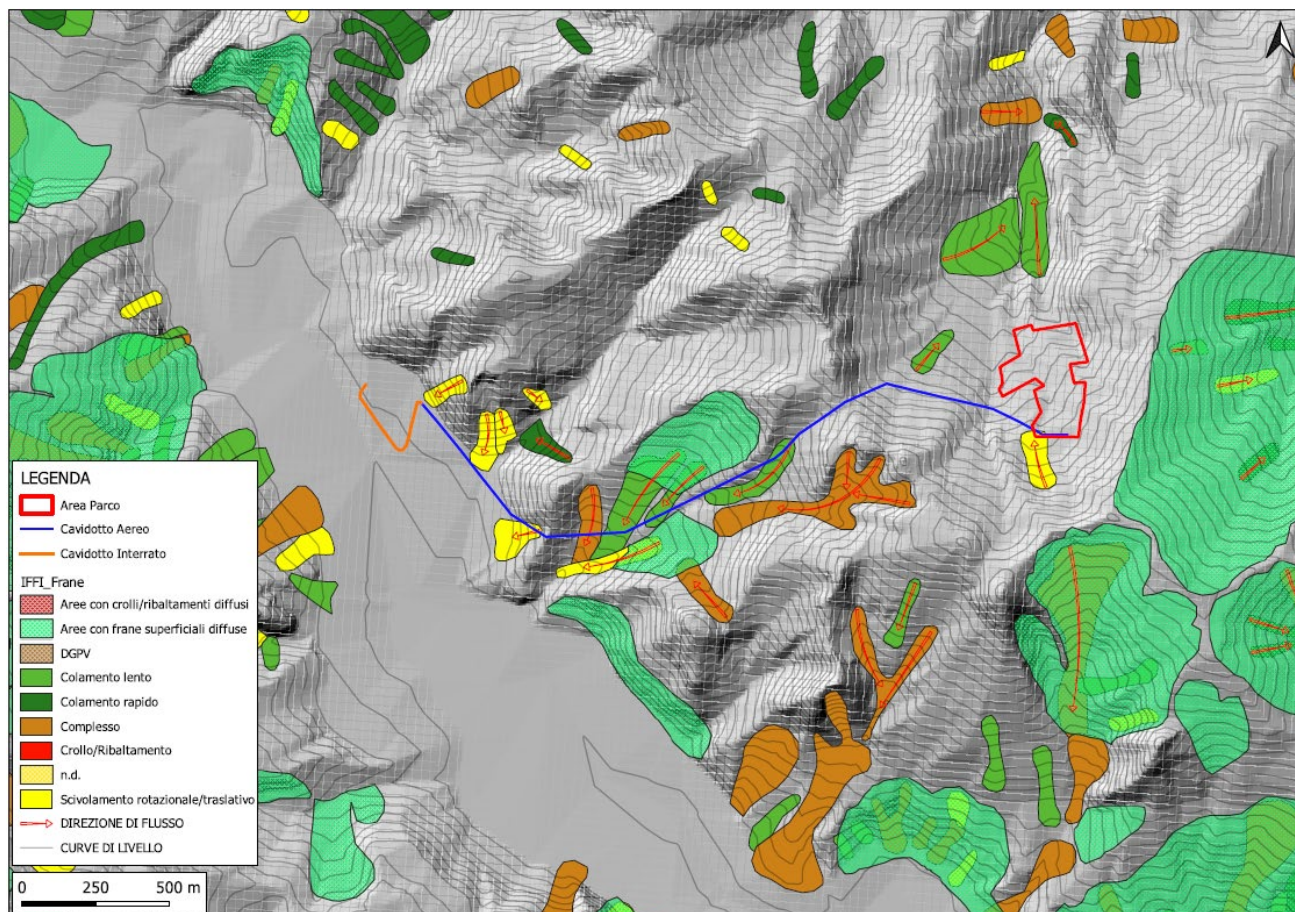 LEGENDA
Area Parco
Cavidotto Aereo
Cavidotto Interrato
IFFI_Frane
Aree con crolli/ribaltamenti diffusi
Aree con frane superficiali diffuse
DGPV
Colamento lento
Colamento rapido
Complesso
Crollo/Ribaltamento
n.d.
Scivolamento rotazionale/traslativo
DIREZIONE DI FLUSSO
CURVE DI LIVELLO
0 250 500 m